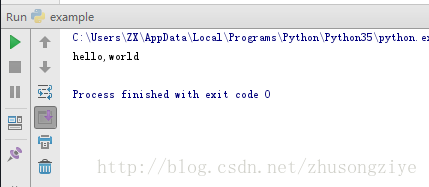 Run example
C:\Users\ZX\AppData\Local\Programs\Python\Python35\python.e
hello,world
Process finished with exit code 0
http://blog.csdn.net/zhusongziye